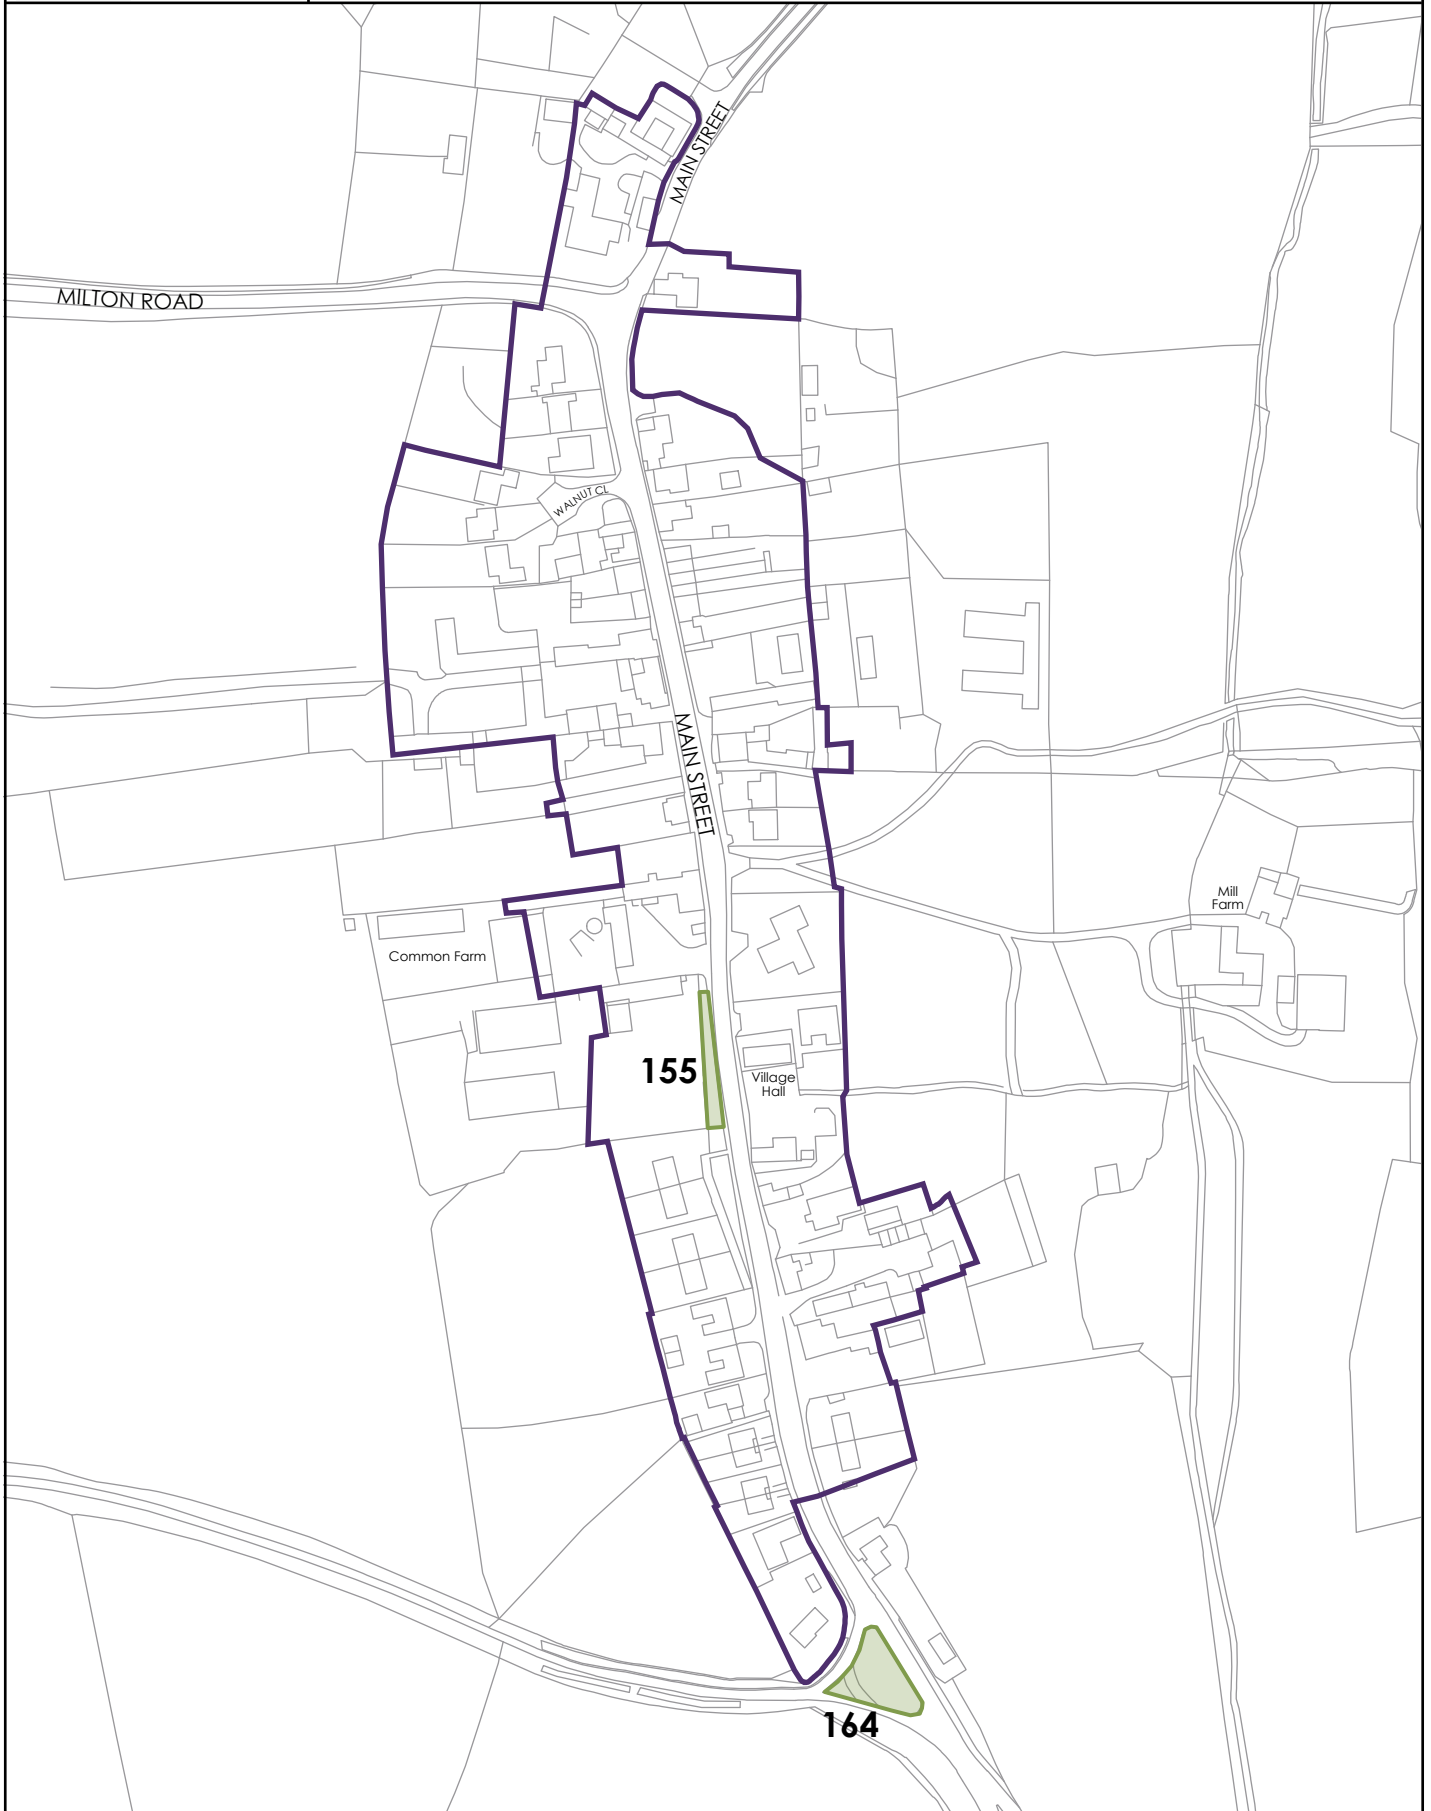 MAIN STREET
MILTON ROAD
WALNUT CL
MAIN STREET
Mill
Farm
Common Farm
155
Village
Hall
164